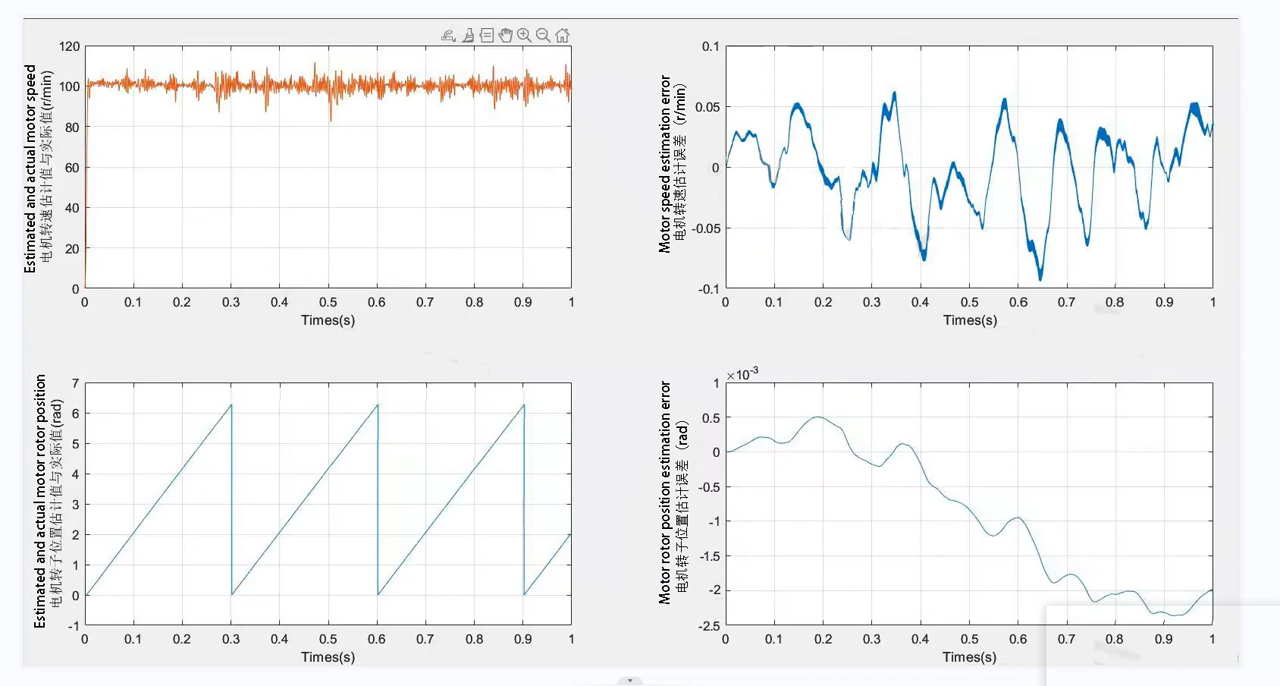 120
100
80
60
40
20
0
0 0.1 0.2 0.3 0.4 0.5 0.6 0.7 0.8 0.9 1
Times(s)
Estimated and actual motor speed
电机转速估计值与实际值(r/min)
0.1
0.05
0
-0.05
-0.1
0 0.1 0.2 0.3 0.4 0.5 0.6 0.7 0.8 0.9 1
Times(s)
Motor speed estimation error
电机转速估计误差（r/min）
7
6
5
4
3
2
1
0
-1
0 0.1 0.2 0.3 0.4 0.5 0.6 0.7 0.8 0.9 1
Times(s)
Estimated and actual motor rotor position
电机转子位置估计值与实际值(rad)
×10⁻³
1
0.5
0
-0.5
-1
-1.5
-2
-2.5
0 0.1 0.2 0.3 0.4 0.5 0.6 0.7 0.8 0.9 1
Times(s)
Motor rotor position estimation error
电机转子位置估计误差（rad）